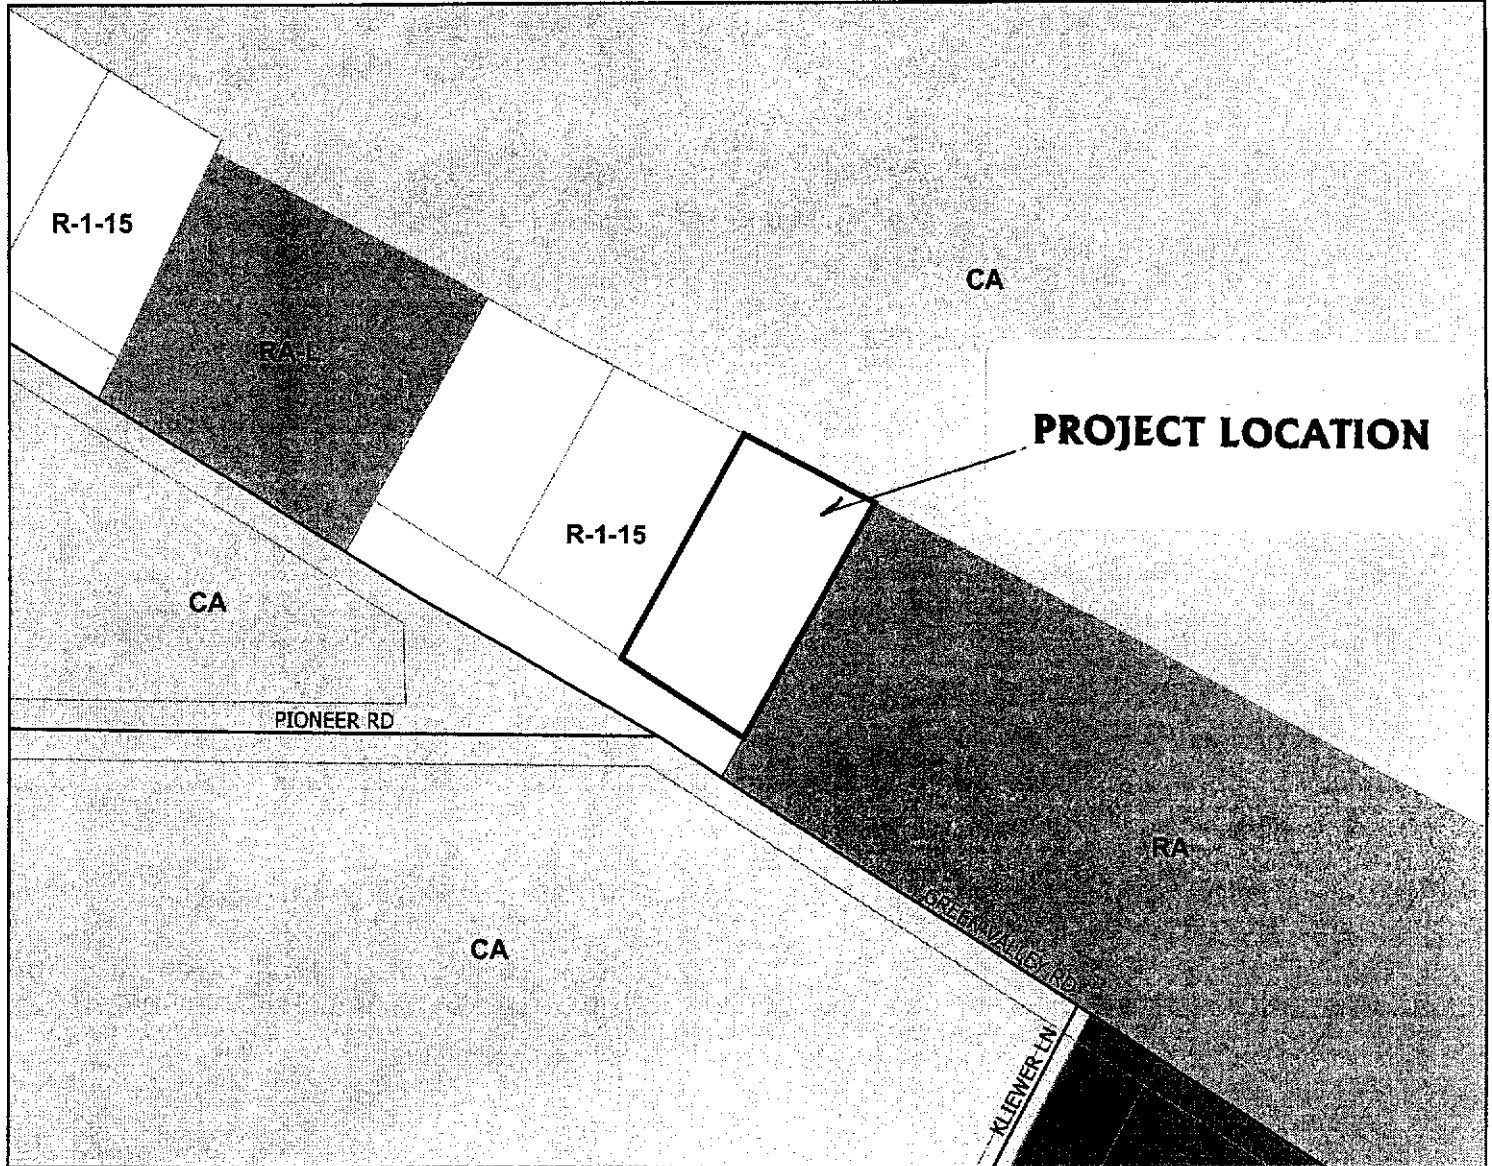 R-1-15
CA
RA-L
PROJECT LOCATION
R-1-15
CA
PIONEER RD
RA
GREEN VALLEY RD
CA
KLIEWER LN